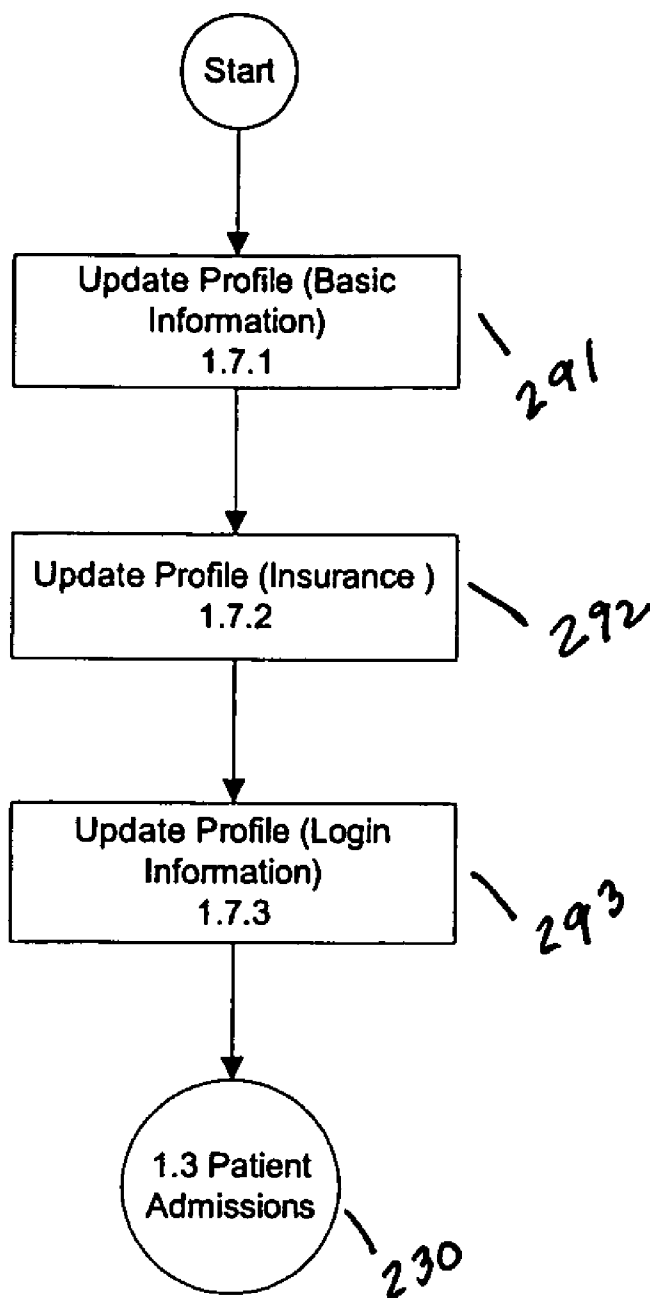 Start
Update Profile (Basic
Information)
1.7.1
291
Update Profile (Insurance )
1.7.2
292
Update Profile (Login
Information)
1.7.3
293
1.3 Patient
Admissions
230